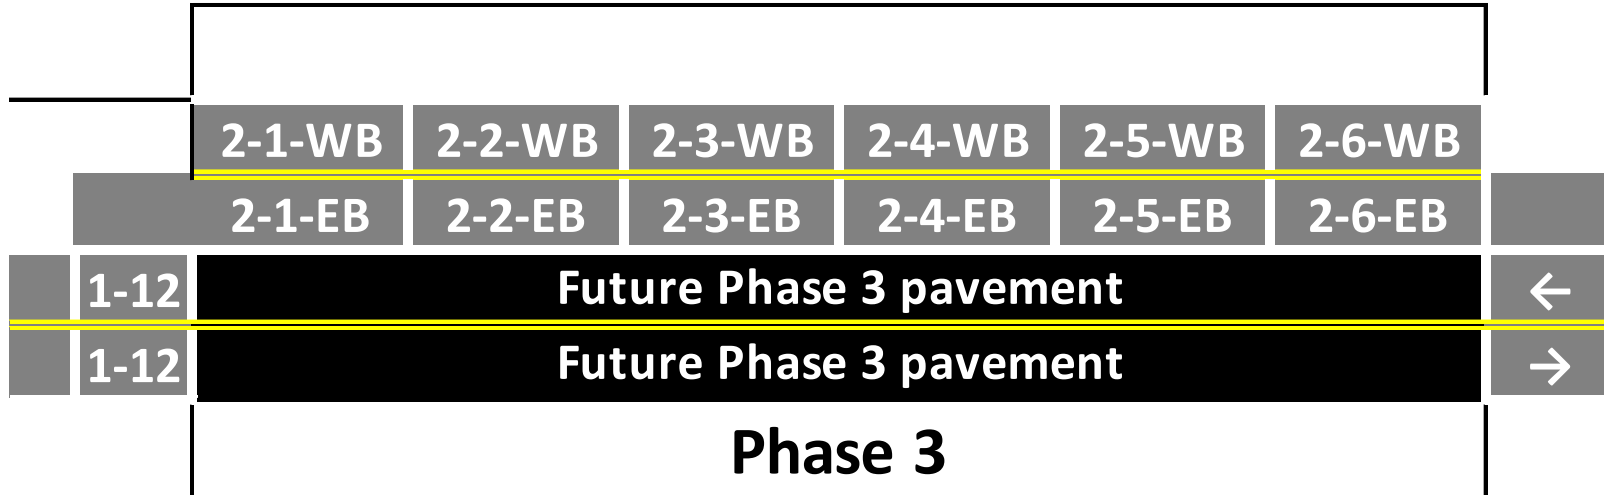 2-1-WB 2-2-WB 2-3-WB 2-4-WB 2-5-WB 2-6-WB
2-1-EB 2-2-EB 2-3-EB 2-4-EB 2-5-EB 2-6-EB
1-12 Future Phase 3 pavement ←
1-12 Future Phase 3 pavement →
Phase 3